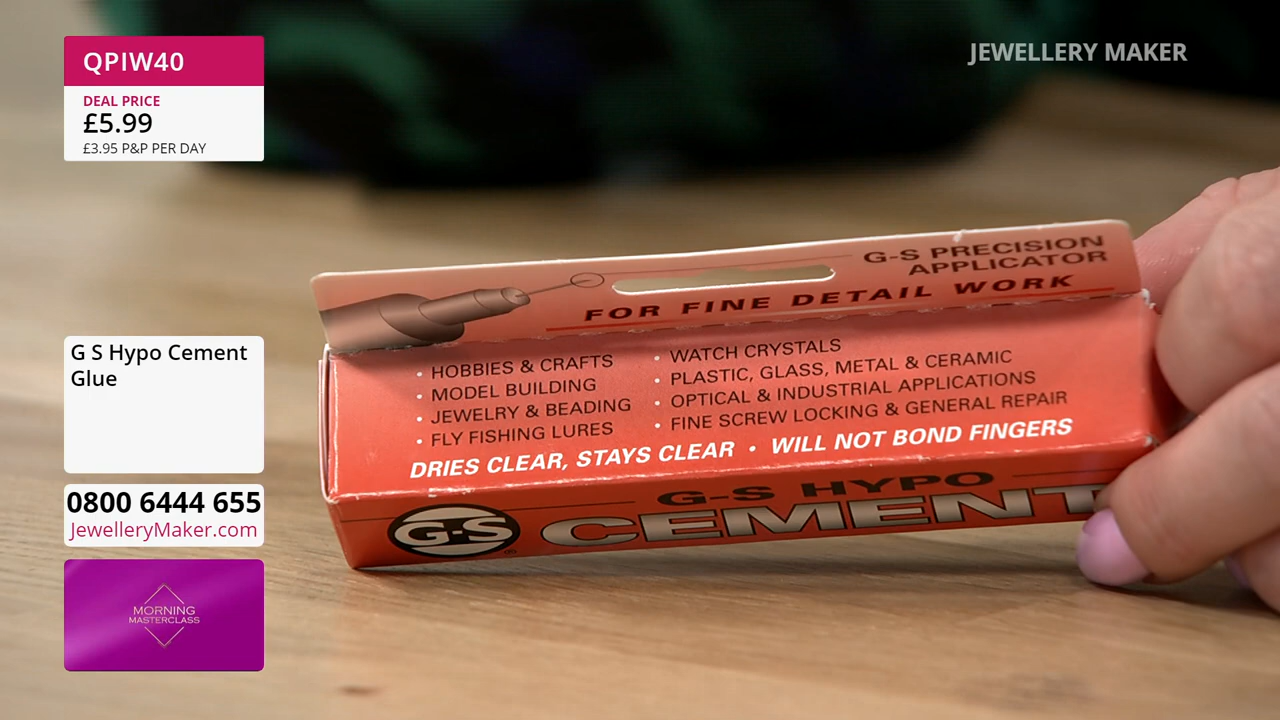 QPIW40
DEAL PRICE
£5.99
£3.95 P&P PER DAY
JEWELLERY MAKER
G S Hypo Cement
Glue
0800 6444 655
JewelleryMaker.com
MORNING
MASTERCLASS
G-S PRECISION
APPLICATOR
FOR FINE DETAIL WORK
• HOBBIES & CRAFTS
• MODEL BUILDING
• JEWELRY & BEADING
• FLY FISHING LURES
• WATCH CRYSTALS
• PLASTIC, GLASS, METAL & CERAMIC
• OPTICAL & INDUSTRIAL APPLICATIONS
• FINE SCREW LOCKING & GENERAL REPAIR
DRIES CLEAR, STAYS CLEAR • WILL NOT BOND FINGERS
G-S HYPO
G-S ®
CEMENT